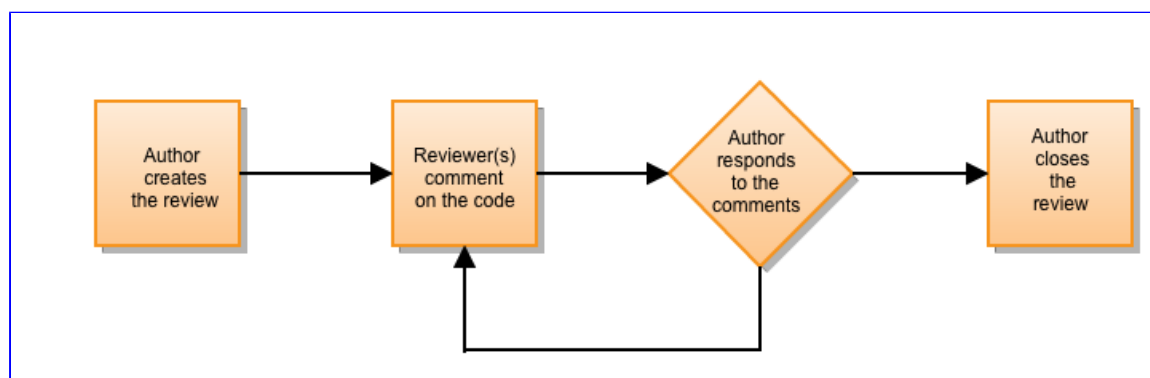 Author
creates
the review
Reviewer(s)
comment
on the code
Author
responds
to the
comments
Author
closes
the
review